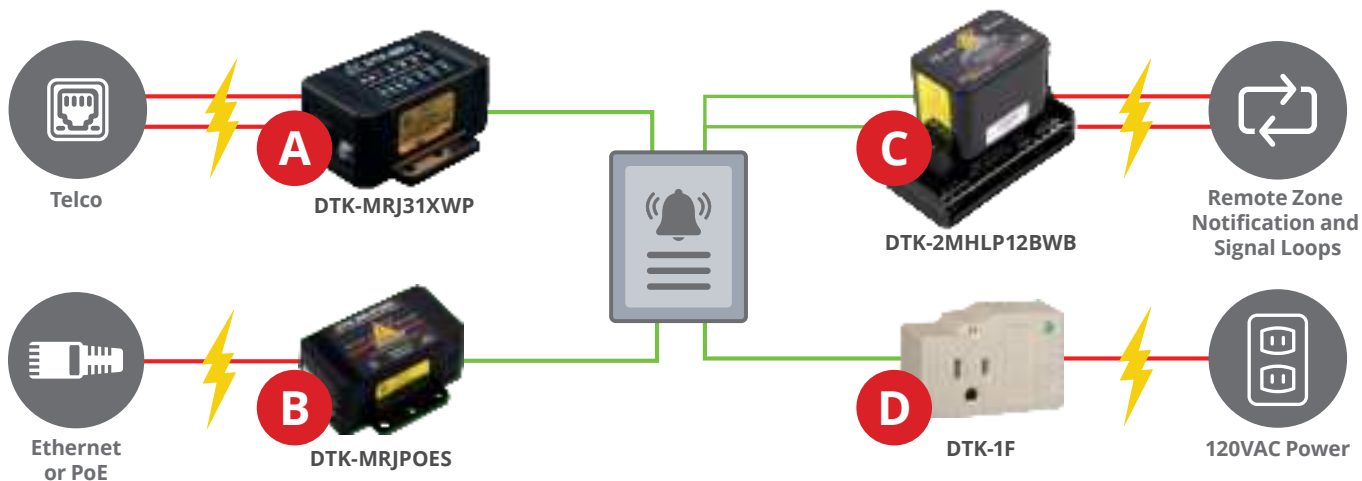 A
Telco
DTK-MRJ31XWP
B
Ethernet
or PoE
DTK-MRJPOES
C
DTK-2MHLP12BWB
Remote Zone
Notification and
Signal Loops
D
DTK-1F
120VAC Power